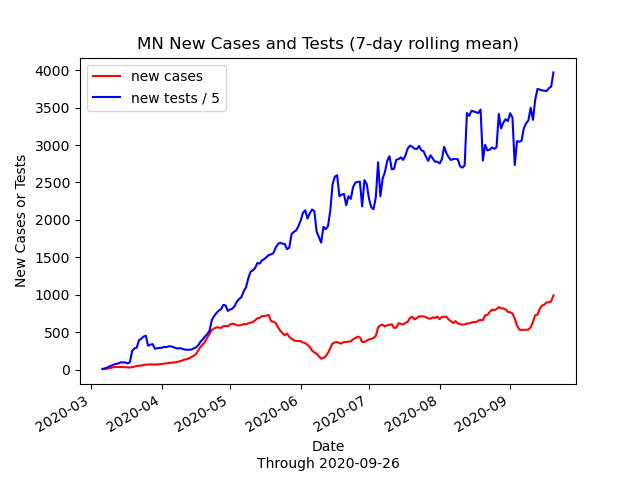 MN New Cases and Tests (7-day rolling mean)
new cases
new tests / 5
New Cases or Tests
4000
3500
3000
2500
2000
1500
1000
500
0
2020-03
2020-04
2020-05
2020-06
2020-07
2020-08
2020-09
Date
Through 2020-09-26